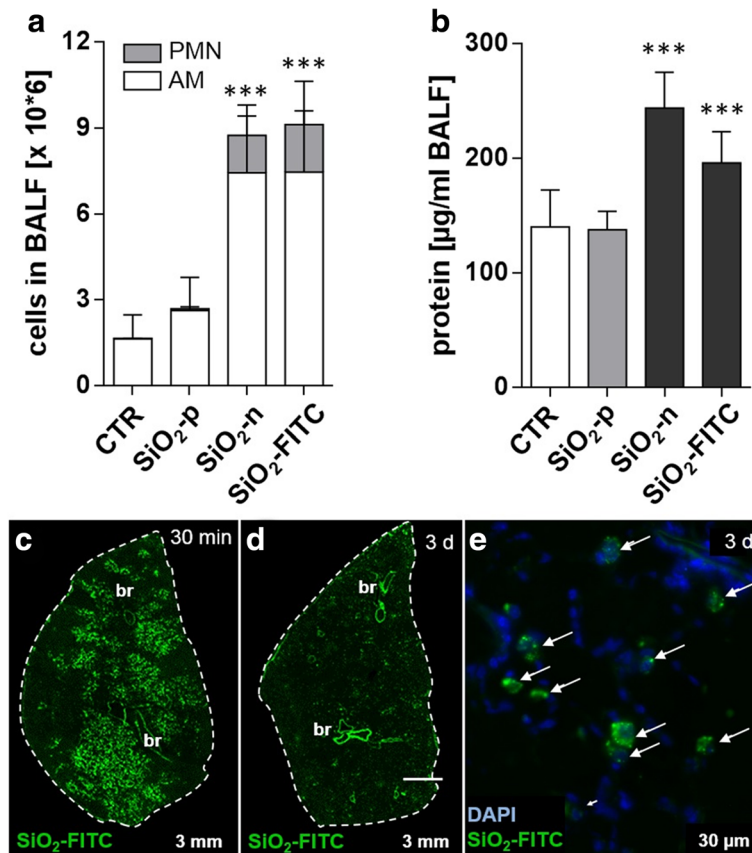 a
12
9
6
3
0
cells in BALF [x 10*6]
PMN
AM
***
***
CTR
SiO₂-p
SiO₂-n
SiO₂-FITC
b
300
200
100
0
protein [µg/ml BALF]
***
***
CTR
SiO₂-p
SiO₂-n
SiO₂-FITC
c
30 min
br
br
SiO₂-FITC
3 mm
d
3 d
br
br
SiO₂-FITC
3 mm
e
3 d
DAPI
SiO₂-FITC
30 µm